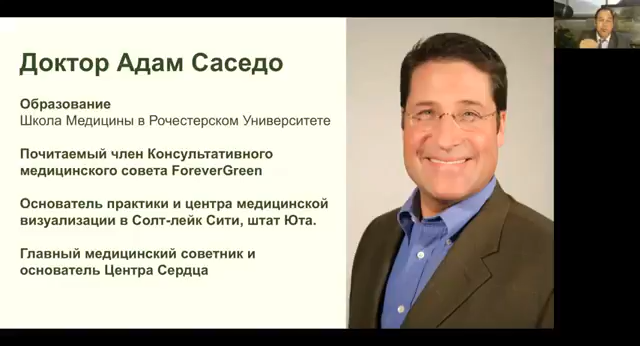 Доктор Адам Саседо
Образование
Школа Медицины в Рочестерском Университете
Почитаемый член Консультативного
медицинского совета ForeverGreen
Основатель практики и центра медицинской
визуализации в Солт-лейк Сити, штат Юта.
Главный медицинский советник и
основатель Центра Сердца